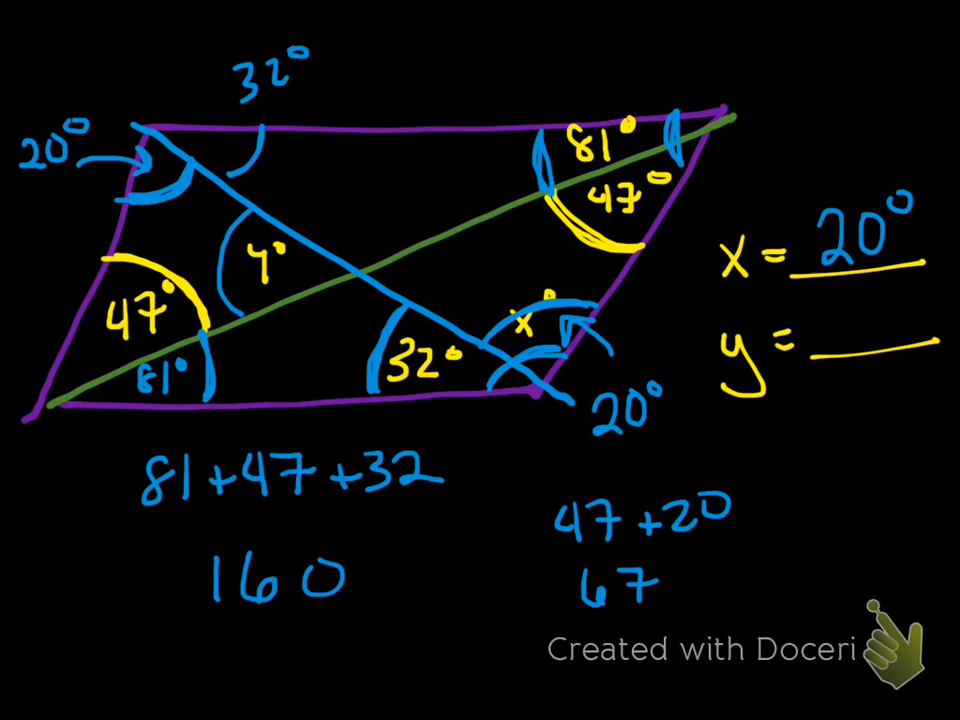 32°
20°
81°
47°
y°
47°
81°
32°
x°
20°
x = 20°
y =
81+47+32
160
47+20
67
Created with Doceri